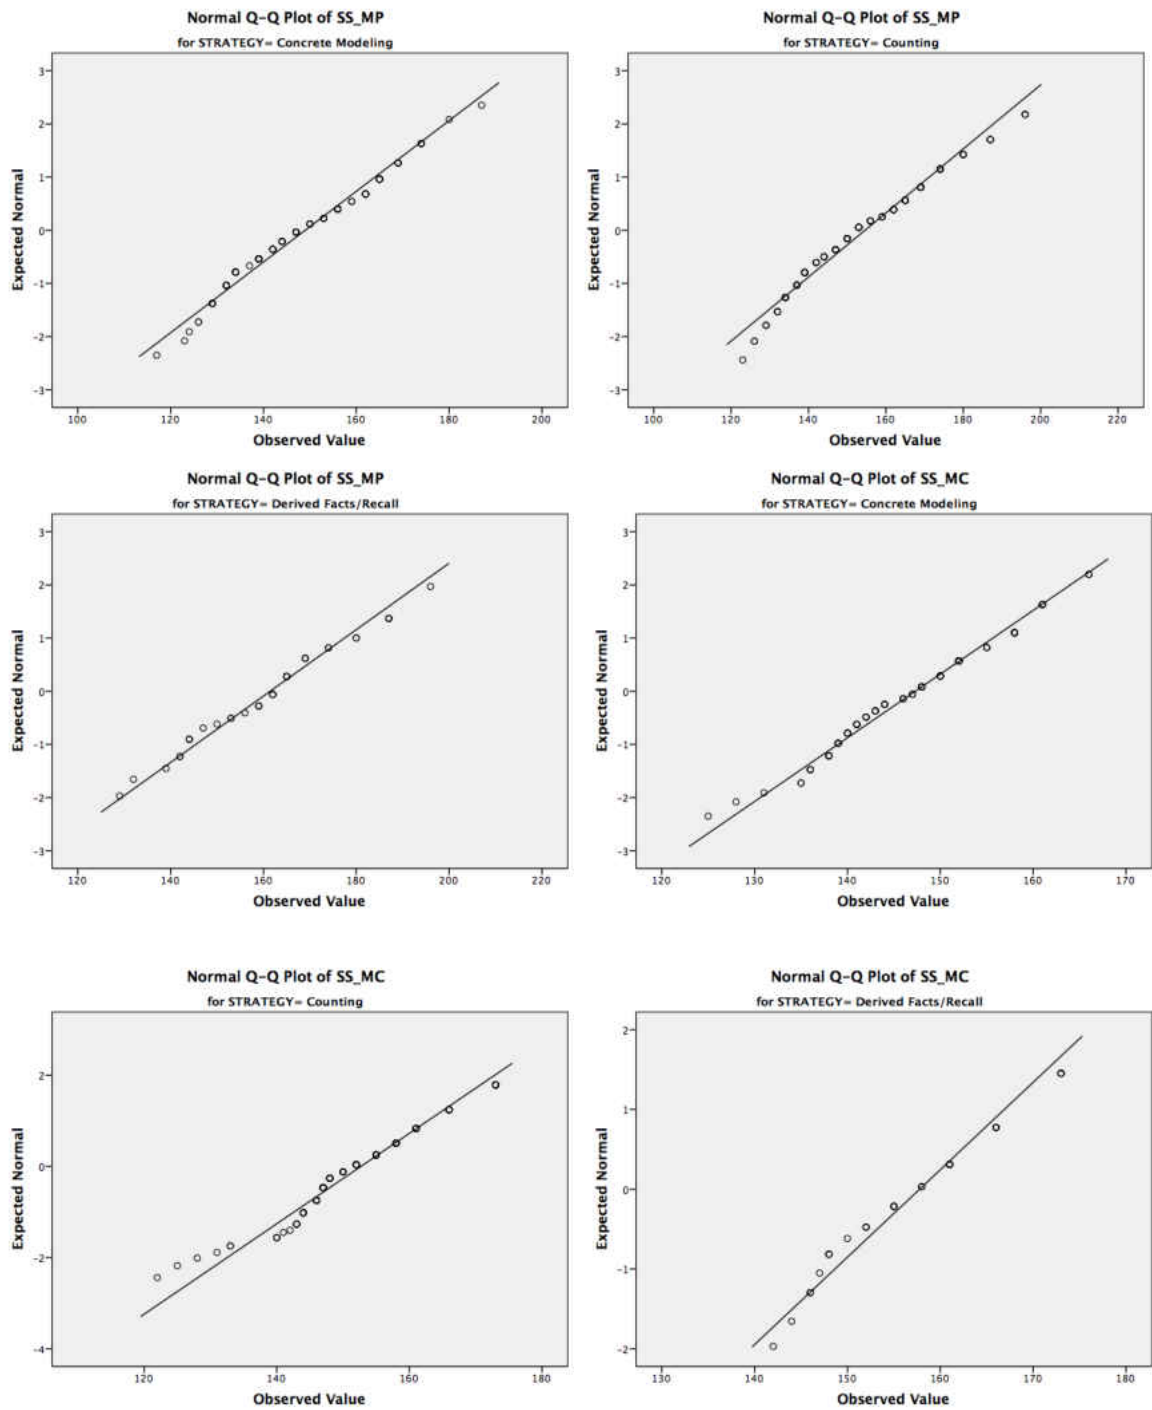 Normal Q-Q Plot of SS_MP
for STRATEGY= Concrete Modeling
Expected Normal
3
2
1
0
-1
-2
-3
100 120 140 160 180 200
Observed Value
Normal Q-Q Plot of SS_MP
for STRATEGY= Counting
Expected Normal
3
2
1
0
-1
-2
-3
100 120 140 160 180 200 220
Observed Value
Normal Q-Q Plot of SS_MP
for STRATEGY= Derived Facts/Recall
Expected Normal
3
2
1
0
-1
-2
-3
120 140 160 180 200 220
Observed Value
Normal Q-Q Plot of SS_MC
for STRATEGY= Concrete Modeling
Expected Normal
3
2
1
0
-1
-2
-3
120 130 140 150 160 170
Observed Value
Normal Q-Q Plot of SS_MC
for STRATEGY= Counting
Expected Normal
2
0
-2
-4
120 140 160 180
Observed Value
Normal Q-Q Plot of SS_MC
for STRATEGY= Derived Facts/Recall
Expected Normal
2
1
0
-1
-2
130 140 150 160 170 180
Observed Value